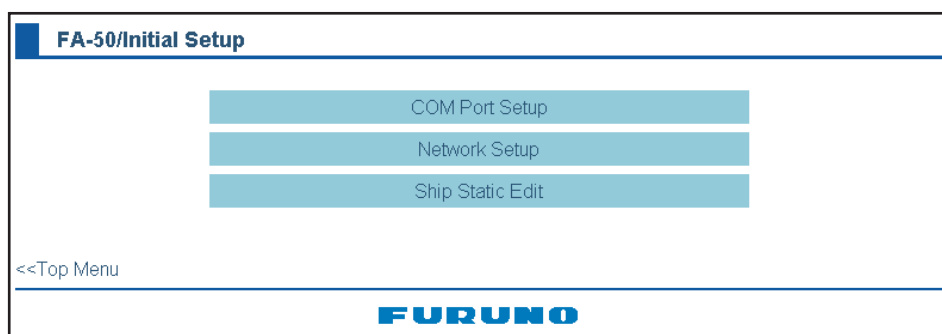 FA-50/Initial Setup
COM Port Setup
Network Setup
Ship Static Edit
<<Top Menu
FURUNO